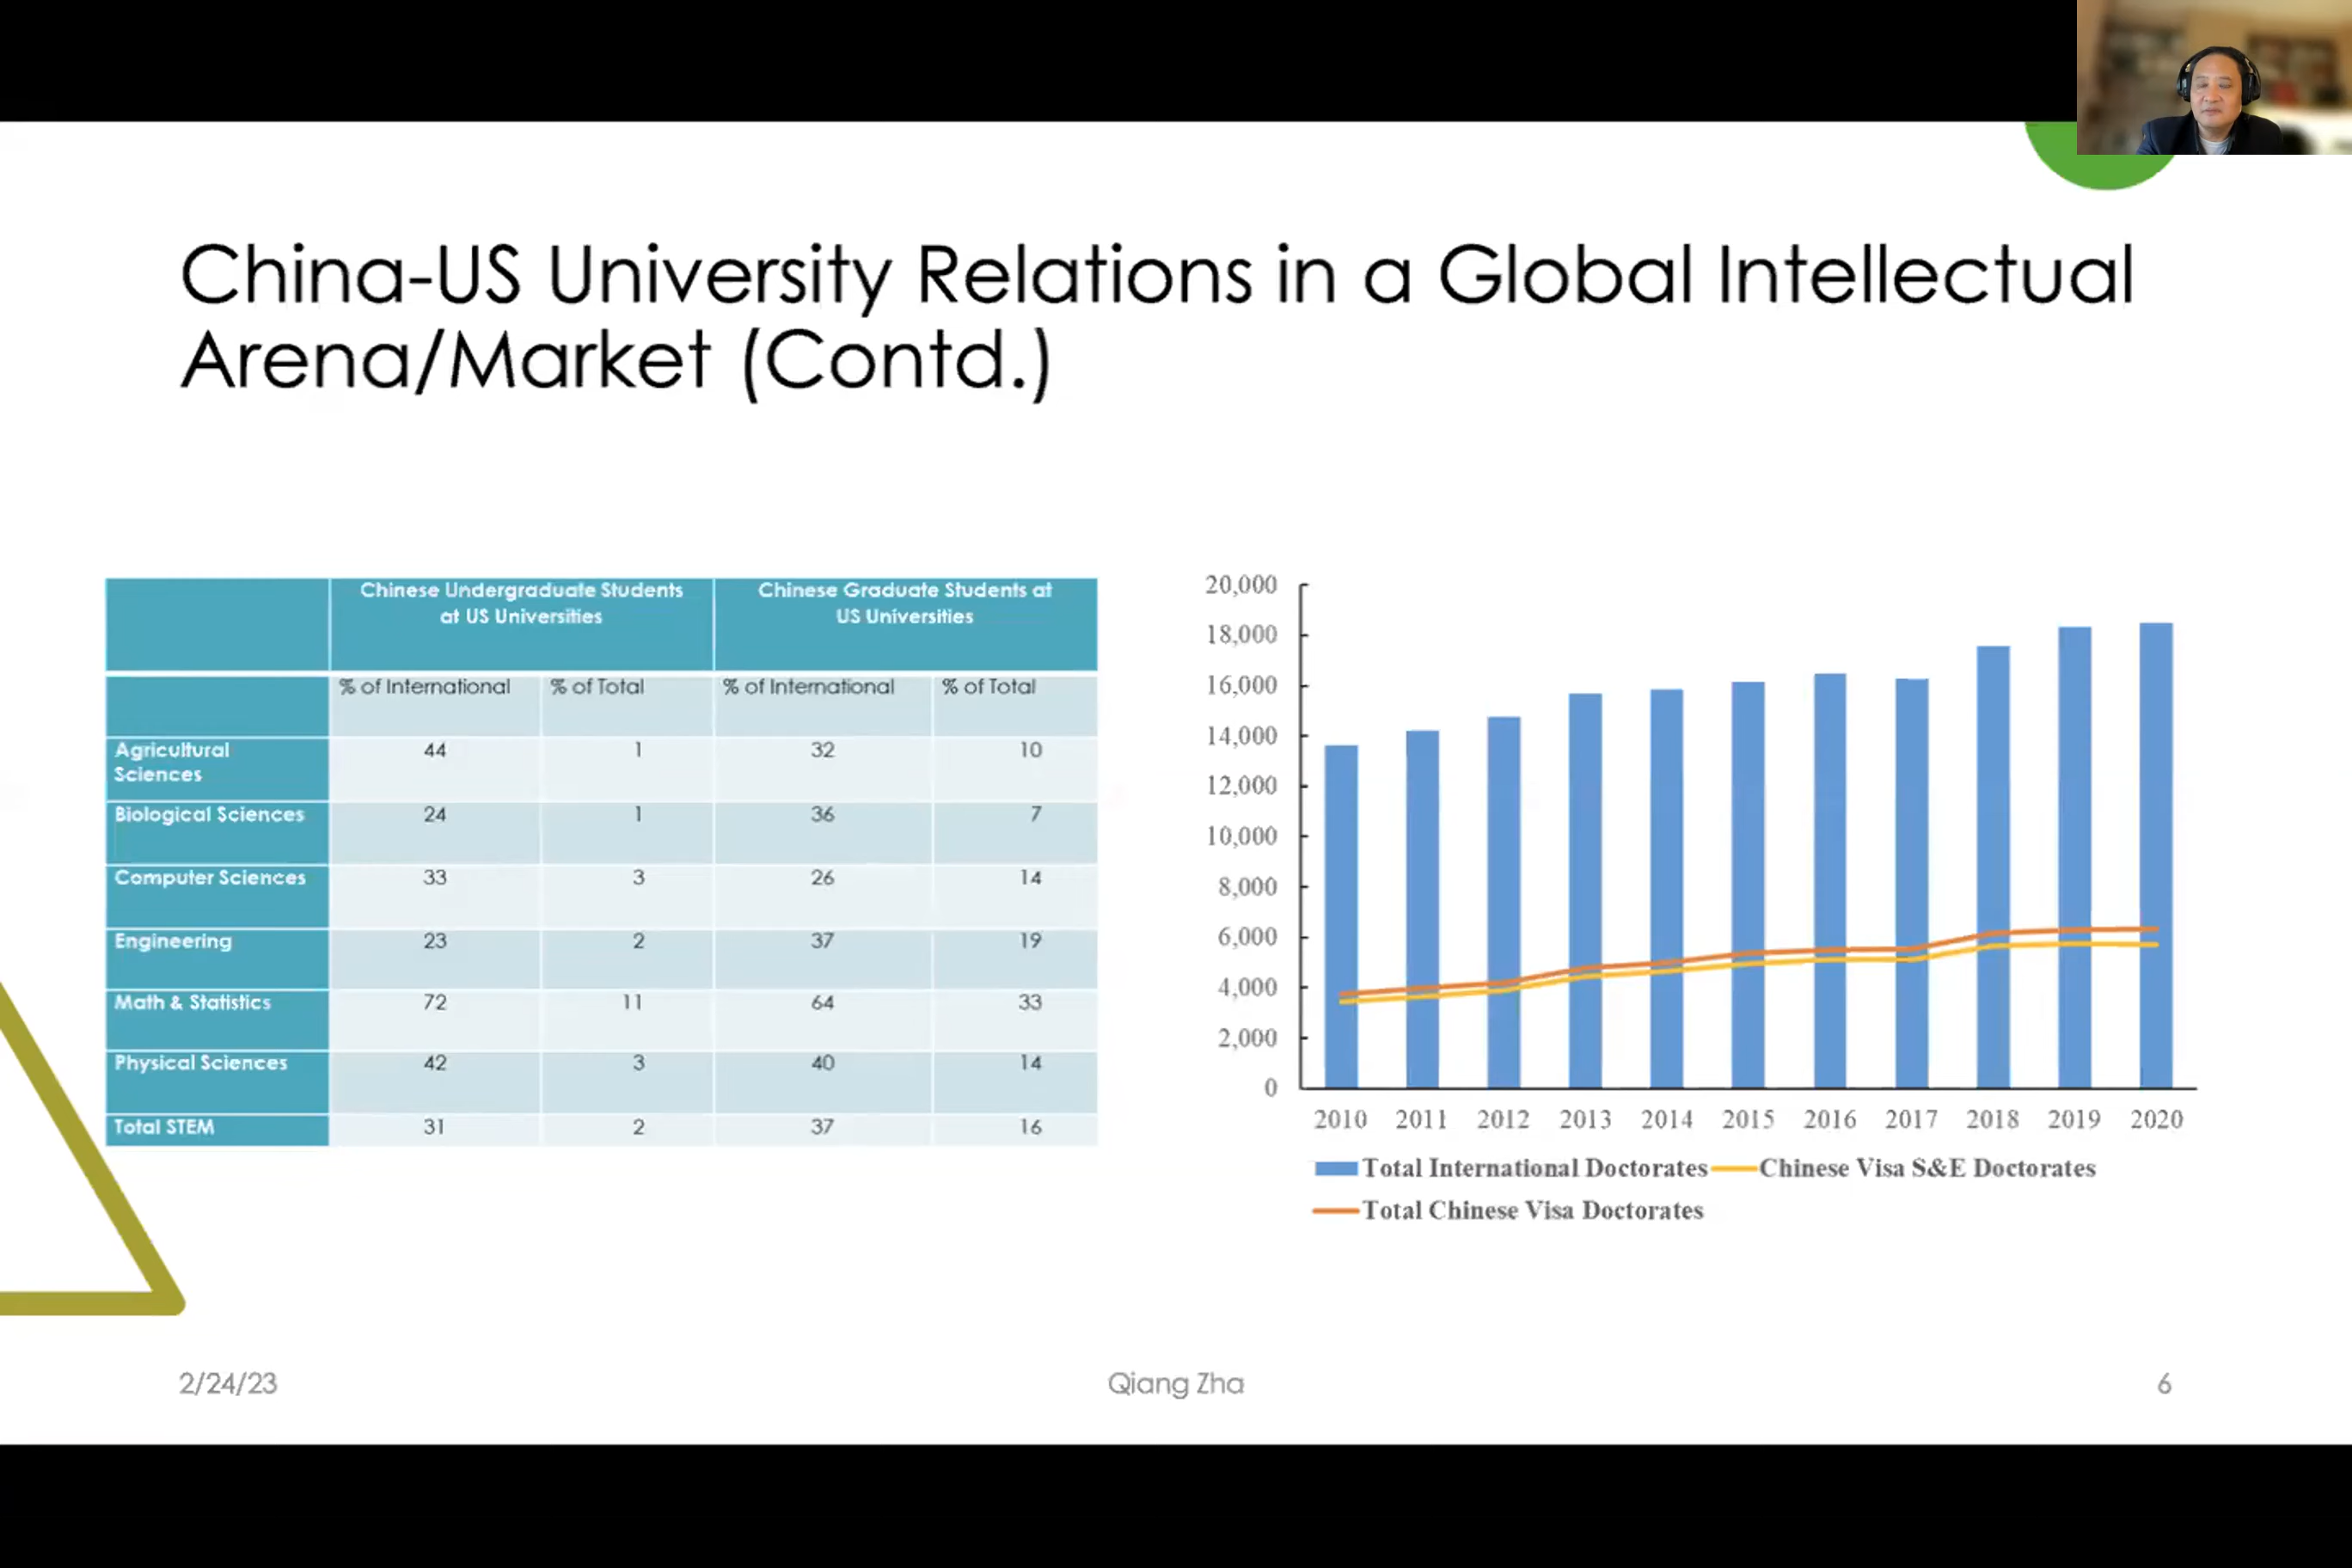 China-US University Relations in a Global Intellectual
Arena/Market (Contd.)
Chinese Undergraduate Students
at US Universities
Chinese Graduate Students at
US Universities
% of International % of Total % of International % of Total
Agricultural
Sciences
44 1 32 10
Biological Sciences 24 1 36 7
Computer Sciences 33 3 26 14
Engineering 23 2 37 19
Math & Statistics 72 11 64 33
Physical Sciences 42 3 40 14
Total STEM 31 2 37 16
20,000
18,000
16,000
14,000
12,000
10,000
8,000
6,000
4,000
2,000
0
2010 2011 2012 2013 2014 2015 2016 2017 2018 2019 2020
Total International Doctorates Chinese Visa S&E Doctorates
Total Chinese Visa Doctorates
2/24/23 Qiang Zha 6